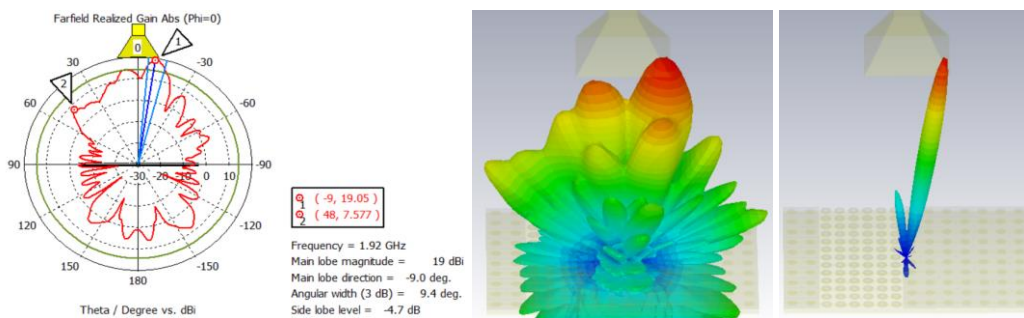 Farfield Realized Gain Abs (Phi=0)
0
1
30
-30
2
60
-60
90
-30
-20
-10
0
10
-90
120
-120
150
-150
180
Theta / Degree vs. dBi
1 ( -9, 19.05 )
2 ( 48, 7.577 )
Frequency = 1.92 GHz
Main lobe magnitude = 19 dBi
Main lobe direction = -9.0 deg.
Angular width (3 dB) = 9.4 deg.
Side lobe level = -4.7 dB